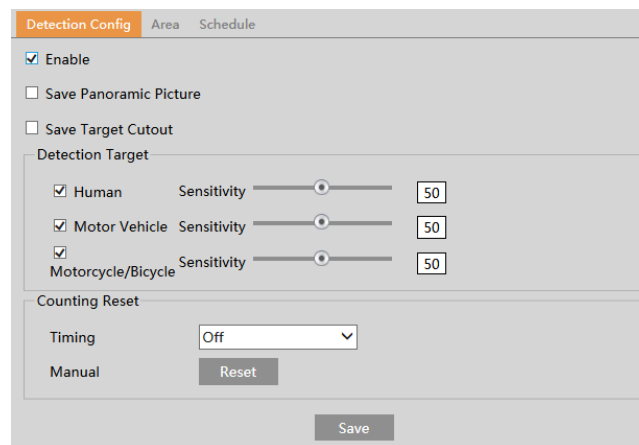 Detection Config Area Schedule
Enable
Save Panoramic Picture
Save Target Cutout
Detection Target
Human Sensitivity 50
Motor Vehicle Sensitivity 50
Motorcycle/Bicycle Sensitivity 50
Counting Reset
Timing Off
Manual Reset
Save